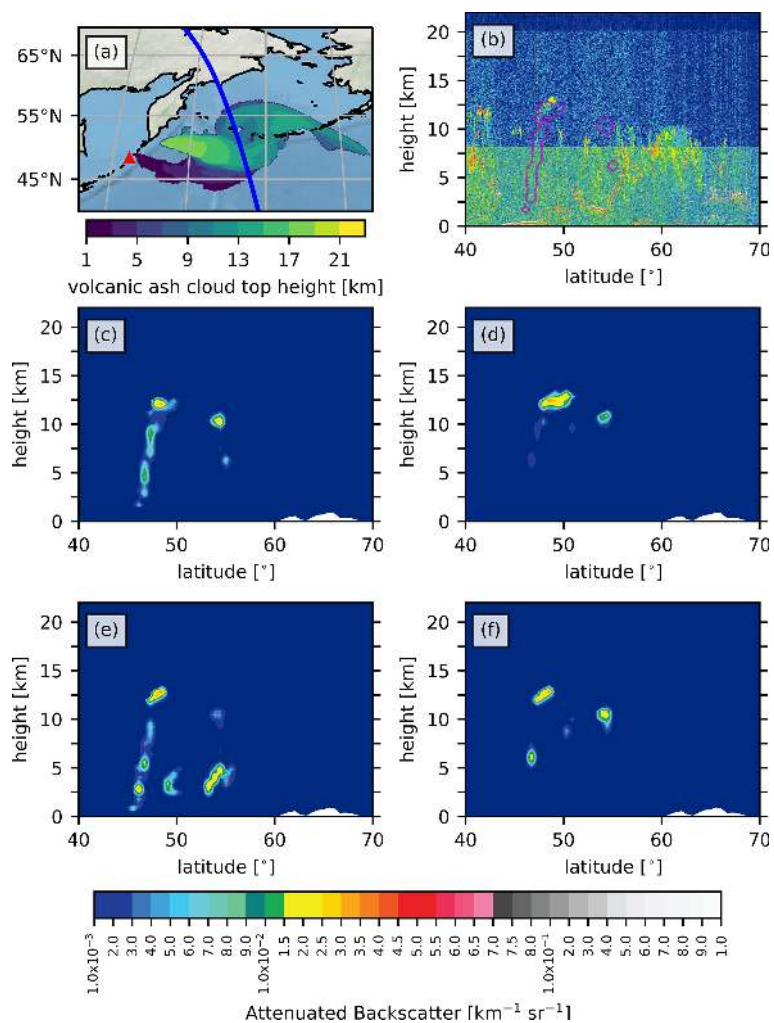 (a)
65°N
55°N
45°N
1 5 9 13 17 21
volcanic ash cloud top height [km]
(b)
height [km]
20
15
10
5
0
40 50 60 70
latitude [°]
(c)
height [km]
20
15
10
5
0
40 50 60 70
latitude [°]
(d)
height [km]
20
15
10
5
0
40 50 60 70
latitude [°]
(e)
height [km]
20
15
10
5
0
40 50 60 70
latitude [°]
(f)
height [km]
20
15
10
5
0
40 50 60 70
latitude [°]
1.0x10⁻³ 2.0 3.0 4.0 5.0 6.0 7.0 8.0 9.0 1.0x10⁻² 1.5 2.0 2.5 3.0 3.5 4.0 4.5 5.0 5.5 6.0 6.5 7.0 7.5 8.0 1.0x10⁻¹ 2.0 3.0 4.0 5.0 6.0 7.0 8.0 9.0 1.0
Attenuated Backscatter [km⁻¹ sr⁻¹]